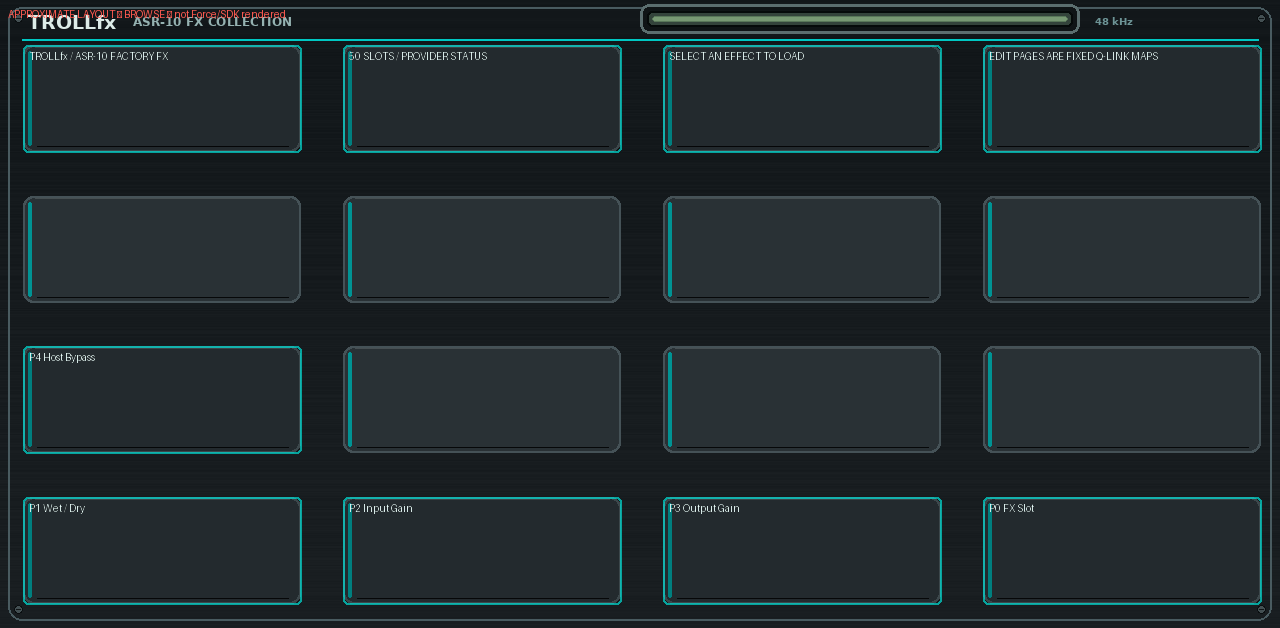 APPROXIMATE LAYOUT □ BROWSE □ not Force/SDK rendered
TROLLfx ASR-10 FX COLLECTION 48 kHz
TROLLfx / ASR-10 FACTORY FX
50 SLOTS / PROVIDER STATUS
SELECT AN EFFECT TO LOAD
EDIT PAGES ARE FIXED Q-LINK MAPS
P4 Host Bypass
P1 Wet / Dry
P2 Input Gain
P3 Output Gain
P0 FX Slot